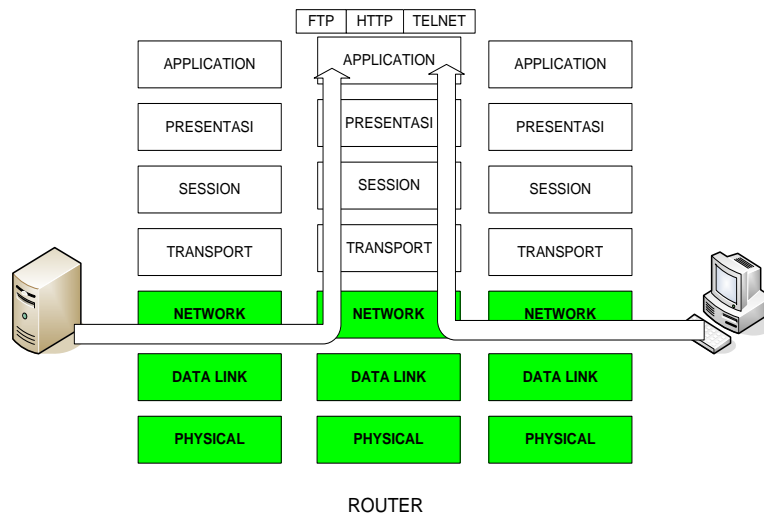 FTP HTTP TELNET
APPLICATION APPLICATION APPLICATION
PRESENTASI PRESENTASI PRESENTASI
SESSION SESSION SESSION
TRANSPORT TRANSPORT TRANSPORT
NETWORK NETWORK NETWORK
DATA LINK DATA LINK DATA LINK
PHYSICAL PHYSICAL PHYSICAL
ROUTER